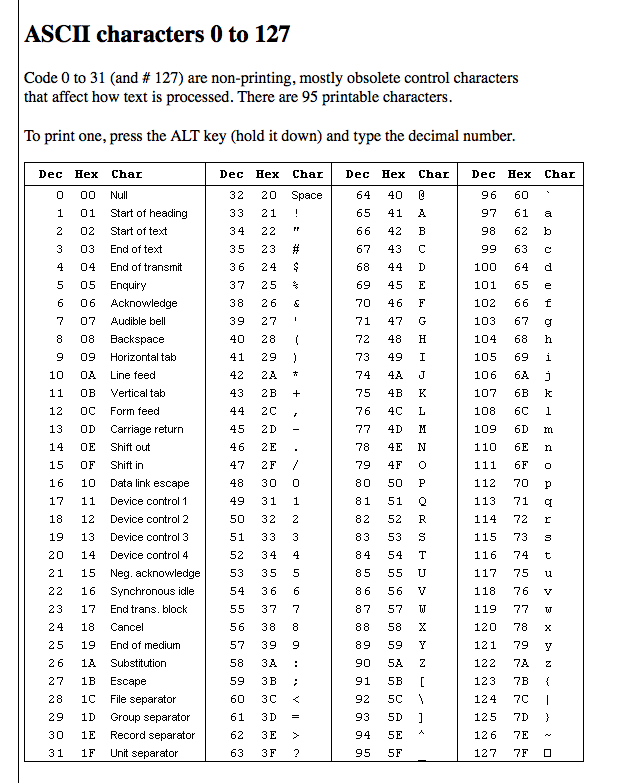 ASCII characters 0 to 127
Code 0 to 31 (and # 127) are non-printing, mostly obsolete control characters
that affect how text is processed. There are 95 printable characters.
To print one, press the ALT key (hold it down) and type the decimal number.
Dec Hex Char Dec Hex Char Dec Hex Char Dec Hex Char
0 00 Null 32 20 Space 64 40 @ 96 60 `
1 01 Start of heading 33 21 ! 65 41 A 97 61 a
2 02 Start of text 34 22 " 66 42 B 98 62 b
3 03 End of text 35 23 # 67 43 C 99 63 c
4 04 End of transmit 36 24 $ 68 44 D 100 64 d
5 05 Enquiry 37 25 % 69 45 E 101 65 e
6 06 Acknowledge 38 26 & 70 46 F 102 66 f
7 07 Audible bell 39 27 ' 71 47 G 103 67 g
8 08 Backspace 40 28 ( 72 48 H 104 68 h
9 09 Horizontal tab 41 29 ) 73 49 I 105 69 i
10 0A Line feed 42 2A * 74 4A J 106 6A j
11 0B Vertical tab 43 2B + 75 4B K 107 6B k
12 0C Form feed 44 2C , 76 4C L 108 6C l
13 0D Carriage return 45 2D - 77 4D M 109 6D m
14 0E Shift out 46 2E . 78 4E N 110 6E n
15 0F Shift in 47 2F / 79 4F O 111 6F o
16 10 Data link escape 48 30 0 80 50 P 112 70 p
17 11 Device control 1 49 31 1 81 51 Q 113 71 q
18 12 Device control 2 50 32 2 82 52 R 114 72 r
19 13 Device control 3 51 33 3 83 53 S 115 73 s
20 14 Device control 4 52 34 4 84 54 T 116 74 t
21 15 Neg. acknowledge 53 35 5 85 55 U 117 75 u
22 16 Synchronous idle 54 36 6 86 56 V 118 76 v
23 17 End trans. block 55 37 7 87 57 W 119 77 w
24 18 Cancel 56 38 8 88 58 X 120 78 x
25 19 End of medium 57 39 9 89 59 Y 121 79 y
26 1A Substitution 58 3A : 90 5A Z 122 7A z
27 1B Escape 59 3B ; 91 5B [ 123 7B {
28 1C File separator 60 3C < 92 5C \ 124 7C |
29 1D Group separator 61 3D = 93 5D ] 125 7D }
30 1E Record separator 62 3E > 94 5E ^ 126 7E ~
31 1F Unit separator 63 3F ? 95 5F _ 127 7F □